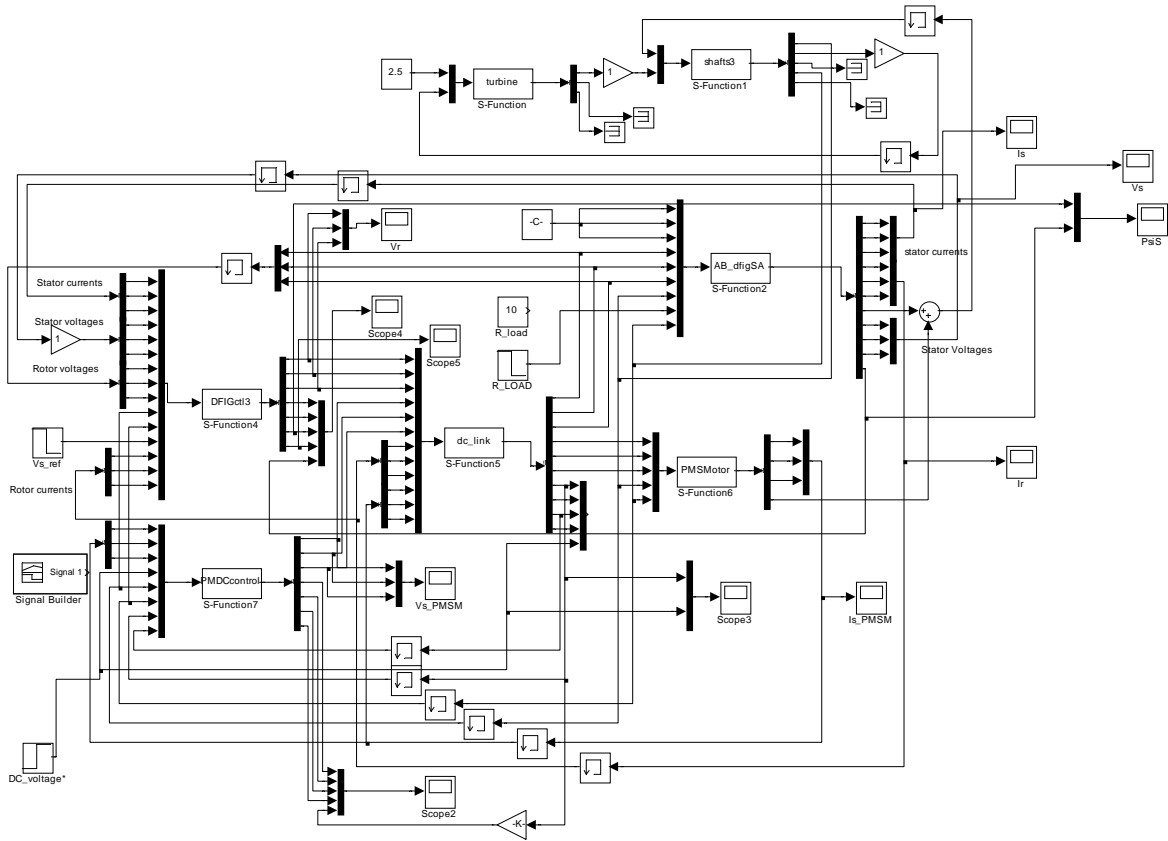 2.5
turbine
S-Function
1
shafts3
S-Function1
1
Is
Vs
PsiS
Vr
-C-
AB_dfigSA
S-Function2
stator currents
Stator currents
Stator voltages
1
Rotor voltages
Scope4
Scope5
10
R_load
R_LOAD
+
+
Stator Voltages
DFIGctl3
S-Function4
dc_link
S-Function5
PMSMotor
S-Function6
Vs_ref
Rotor currents
Ir
Signal 1
Signal Builder
PMDCcontrol
S-Function7
Vs_PMSM
Scope3
Is_PMSM
DC_voltage*
Scope2
-K-